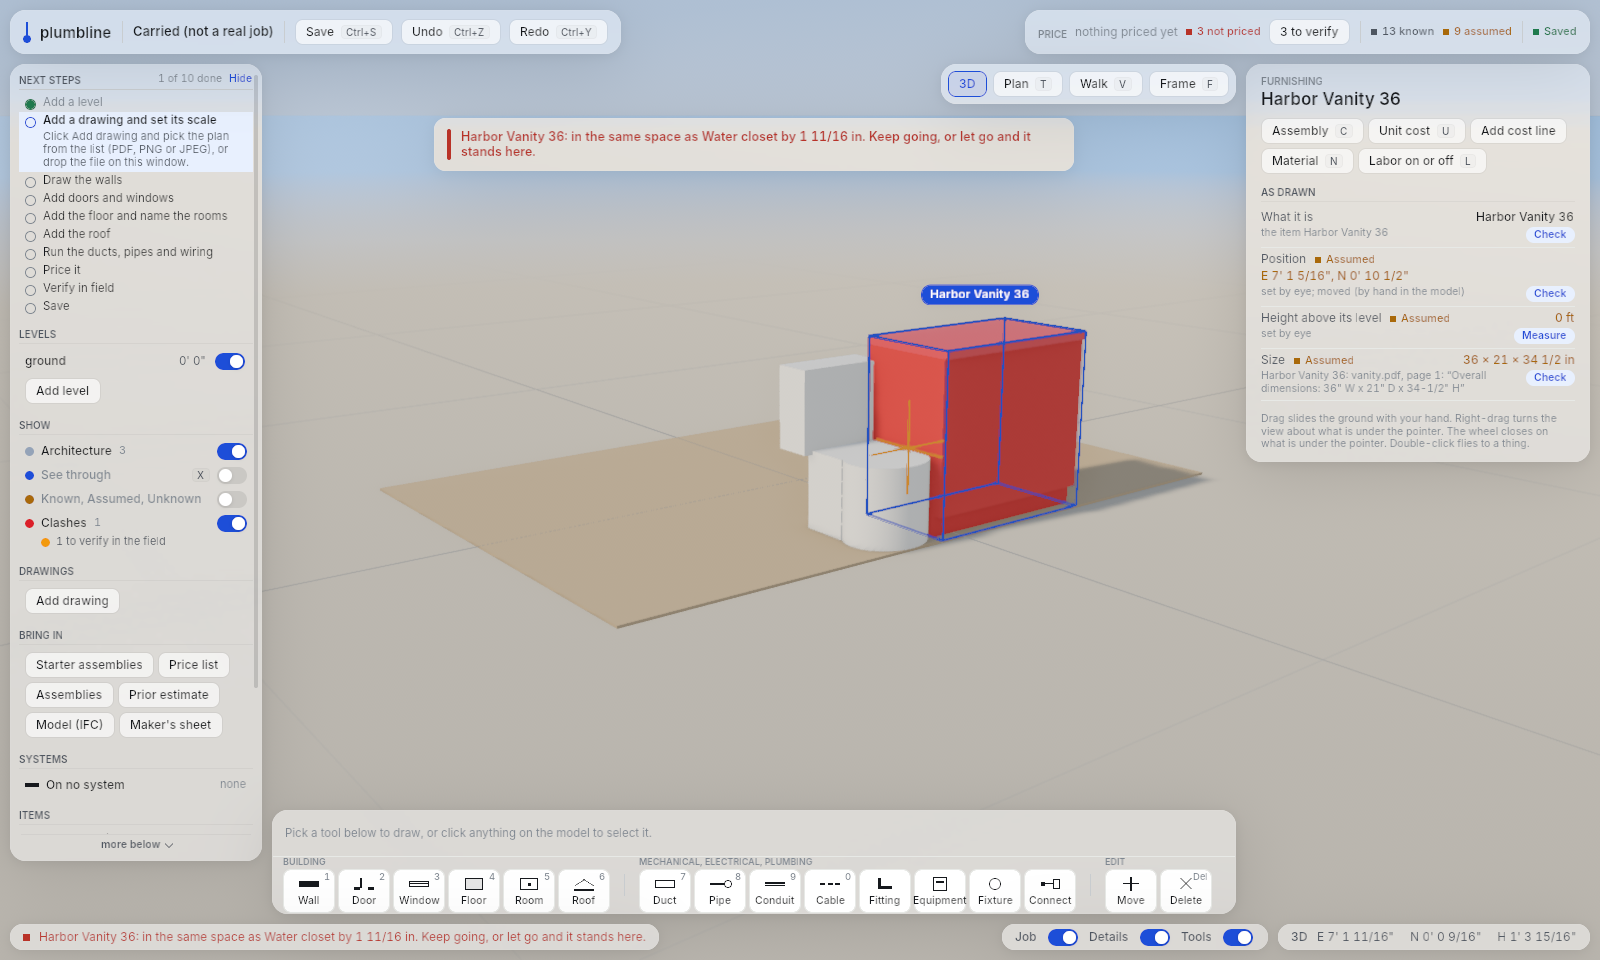 plumbline
Carried (not a real job)
Save Ctrl+S
Undo Ctrl+Z
Redo Ctrl+Y
PRICE nothing priced yet
3 not priced
3 to verify
13 known
9 assumed
Saved
NEXT STEPS 1 of 10 done Hide
Add a level
Add a drawing and set its scale
Click Add drawing and pick the plan
from the list (PDF, PNG or JPEG), or
drop the file on this window.
Draw the walls
Add doors and windows
Add the floor and name the rooms
Add the roof
Run the ducts, pipes and wiring
Price it
Verify in field
Save
LEVELS
ground 0' 0"
Add level
SHOW
Architecture 3
See through X
Known, Assumed, Unknown
Clashes 1
1 to verify in the field
DRAWINGS
Add drawing
BRING IN
Starter assemblies Price list
Assemblies Prior estimate
Model (IFC) Maker's sheet
SYSTEMS
On no system none
ITEMS
more below
3D
Plan T
Walk V
Frame F
Harbor Vanity 36: in the same space as Water closet by 1 11/16 in. Keep going, or let go and it
stands here.
Harbor Vanity 36
FURNISHING
Harbor Vanity 36
Assembly C
Unit cost U
Add cost line
Material N
Labor on or off L
AS DRAWN
What it is Harbor Vanity 36
the item Harbor Vanity 36 Check
Position Assumed
E 7' 1 5/16", N 0' 10 1/2"
set by eye; moved (by hand in the model) Check
Height above its level Assumed 0 ft
set by eye Measure
Size Assumed 36 × 21 × 34 1/2 in
Harbor Vanity 36: vanity.pdf, page 1: "Overall
dimensions: 36" W x 21" D x 34-1/2" H" Check
Drag slides the ground with your hand. Right-drag turns the
view about what is under the pointer. The wheel closes on
what is under the pointer. Double-click flies to a thing.
Pick a tool below to draw, or click anything on the model to select it.
BUILDING
Wall 1
Door 2
Window 3
Floor 4
Room 5
Roof 6
MECHANICAL, ELECTRICAL, PLUMBING
Duct 7
Pipe 8
Conduit 9
Cable 0
Fitting
Equipment
Fixture
Connect
EDIT
Move
Delete Del
Harbor Vanity 36: in the same space as Water closet by 1 11/16 in. Keep going, or let go and it stands here.
Job
Details
Tools
3D E 7' 1 11/16" N 0' 0 9/16" H 1' 3 15/16"